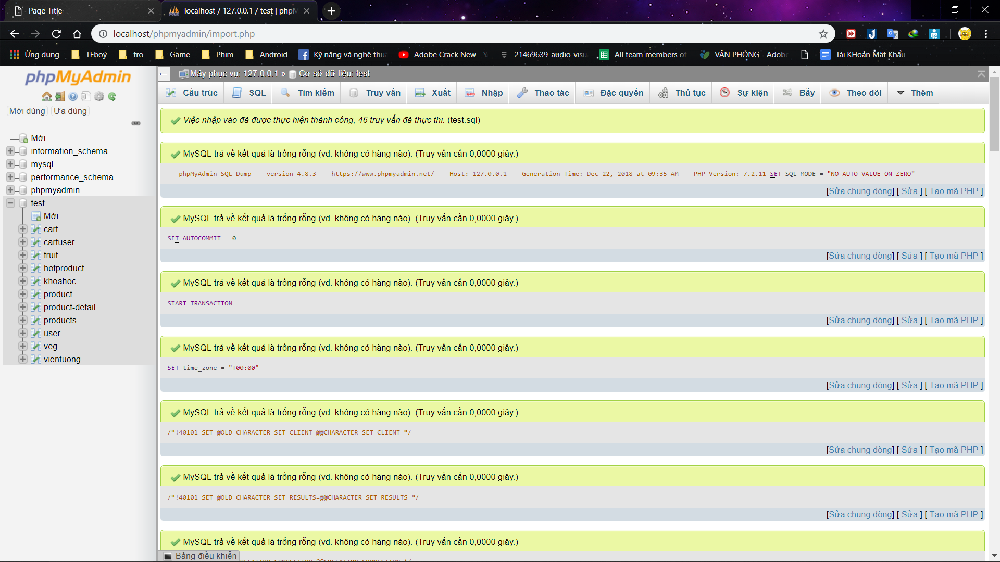 Page Title
localhost / 127.0.0.1 / test | phpM
localhost/phpmyadmin/import.php
Ứng dụng
TFboý
tro
Game
Phim
Android
Kỹ năng và nghệ thu
Adobe Crack New - Y
21469639-audio-visu
All team members of
VĂN PHÒNG - Adobe
Tài KHoản Mật Khẩu
phpMyAdmin
Mới dùng Ưa dùng
Mới
information_schema
mysql
performance_schema
phpmyadmin
test
Mới
cart
cartuser
fruit
hotproduct
khoahoc
product
product-detail
products
user
veg
vientuong
Máy phục vụ: 127.0.0.1 » Cơ sở dữ liệu: test
Cấu trúc SQL Tìm kiếm Truy vấn Xuất Nhập Thao tác Đặc quyền Thủ tục Sự kiện Bẫy Theo dõi Thêm
Việc nhập vào đã được thực hiện thành công, 46 truy vấn đã thực thi. (test.sql)
MySQL trả về kết quả là trống rỗng (vd. không có hàng nào). (Truy vấn cần 0,0000 giây.)
-- phpMyAdmin SQL Dump -- version 4.8.3 -- https://www.phpmyadmin.net/ -- Host: 127.0.0.1 -- Generation Time: Dec 22, 2018 at 09:35 AM -- PHP Version: 7.2.11 SET SQL_MODE = "NO_AUTO_VALUE_ON_ZERO"
[Sửa chung dòng] [ Sửa ] [ Tạo mã PHP ]
MySQL trả về kết quả là trống rỗng (vd. không có hàng nào). (Truy vấn cần 0,0000 giây.)
SET AUTOCOMMIT = 0
[Sửa chung dòng] [ Sửa ] [ Tạo mã PHP ]
MySQL trả về kết quả là trống rỗng (vd. không có hàng nào). (Truy vấn cần 0,0000 giây.)
START TRANSACTION
[Sửa chung dòng] [ Sửa ] [ Tạo mã PHP ]
MySQL trả về kết quả là trống rỗng (vd. không có hàng nào). (Truy vấn cần 0,0000 giây.)
SET time_zone = "+00:00"
[Sửa chung dòng] [ Sửa ] [ Tạo mã PHP ]
MySQL trả về kết quả là trống rỗng (vd. không có hàng nào). (Truy vấn cần 0,0000 giây.)
/*!40101 SET @OLD_CHARACTER_SET_CLIENT=@@CHARACTER_SET_CLIENT */
[Sửa chung dòng] [ Sửa ] [ Tạo mã PHP ]
MySQL trả về kết quả là trống rỗng (vd. không có hàng nào). (Truy vấn cần 0,0000 giây.)
/*!40101 SET @OLD_CHARACTER_SET_RESULTS=@@CHARACTER_SET_RESULTS */
[Sửa chung dòng] [ Sửa ] [ Tạo mã PHP ]
MySQL trả về kết quả là trống rỗng (vd. không có hàng nào). (Truy vấn cần 0,0000 giây.)
Bảng điều khiển